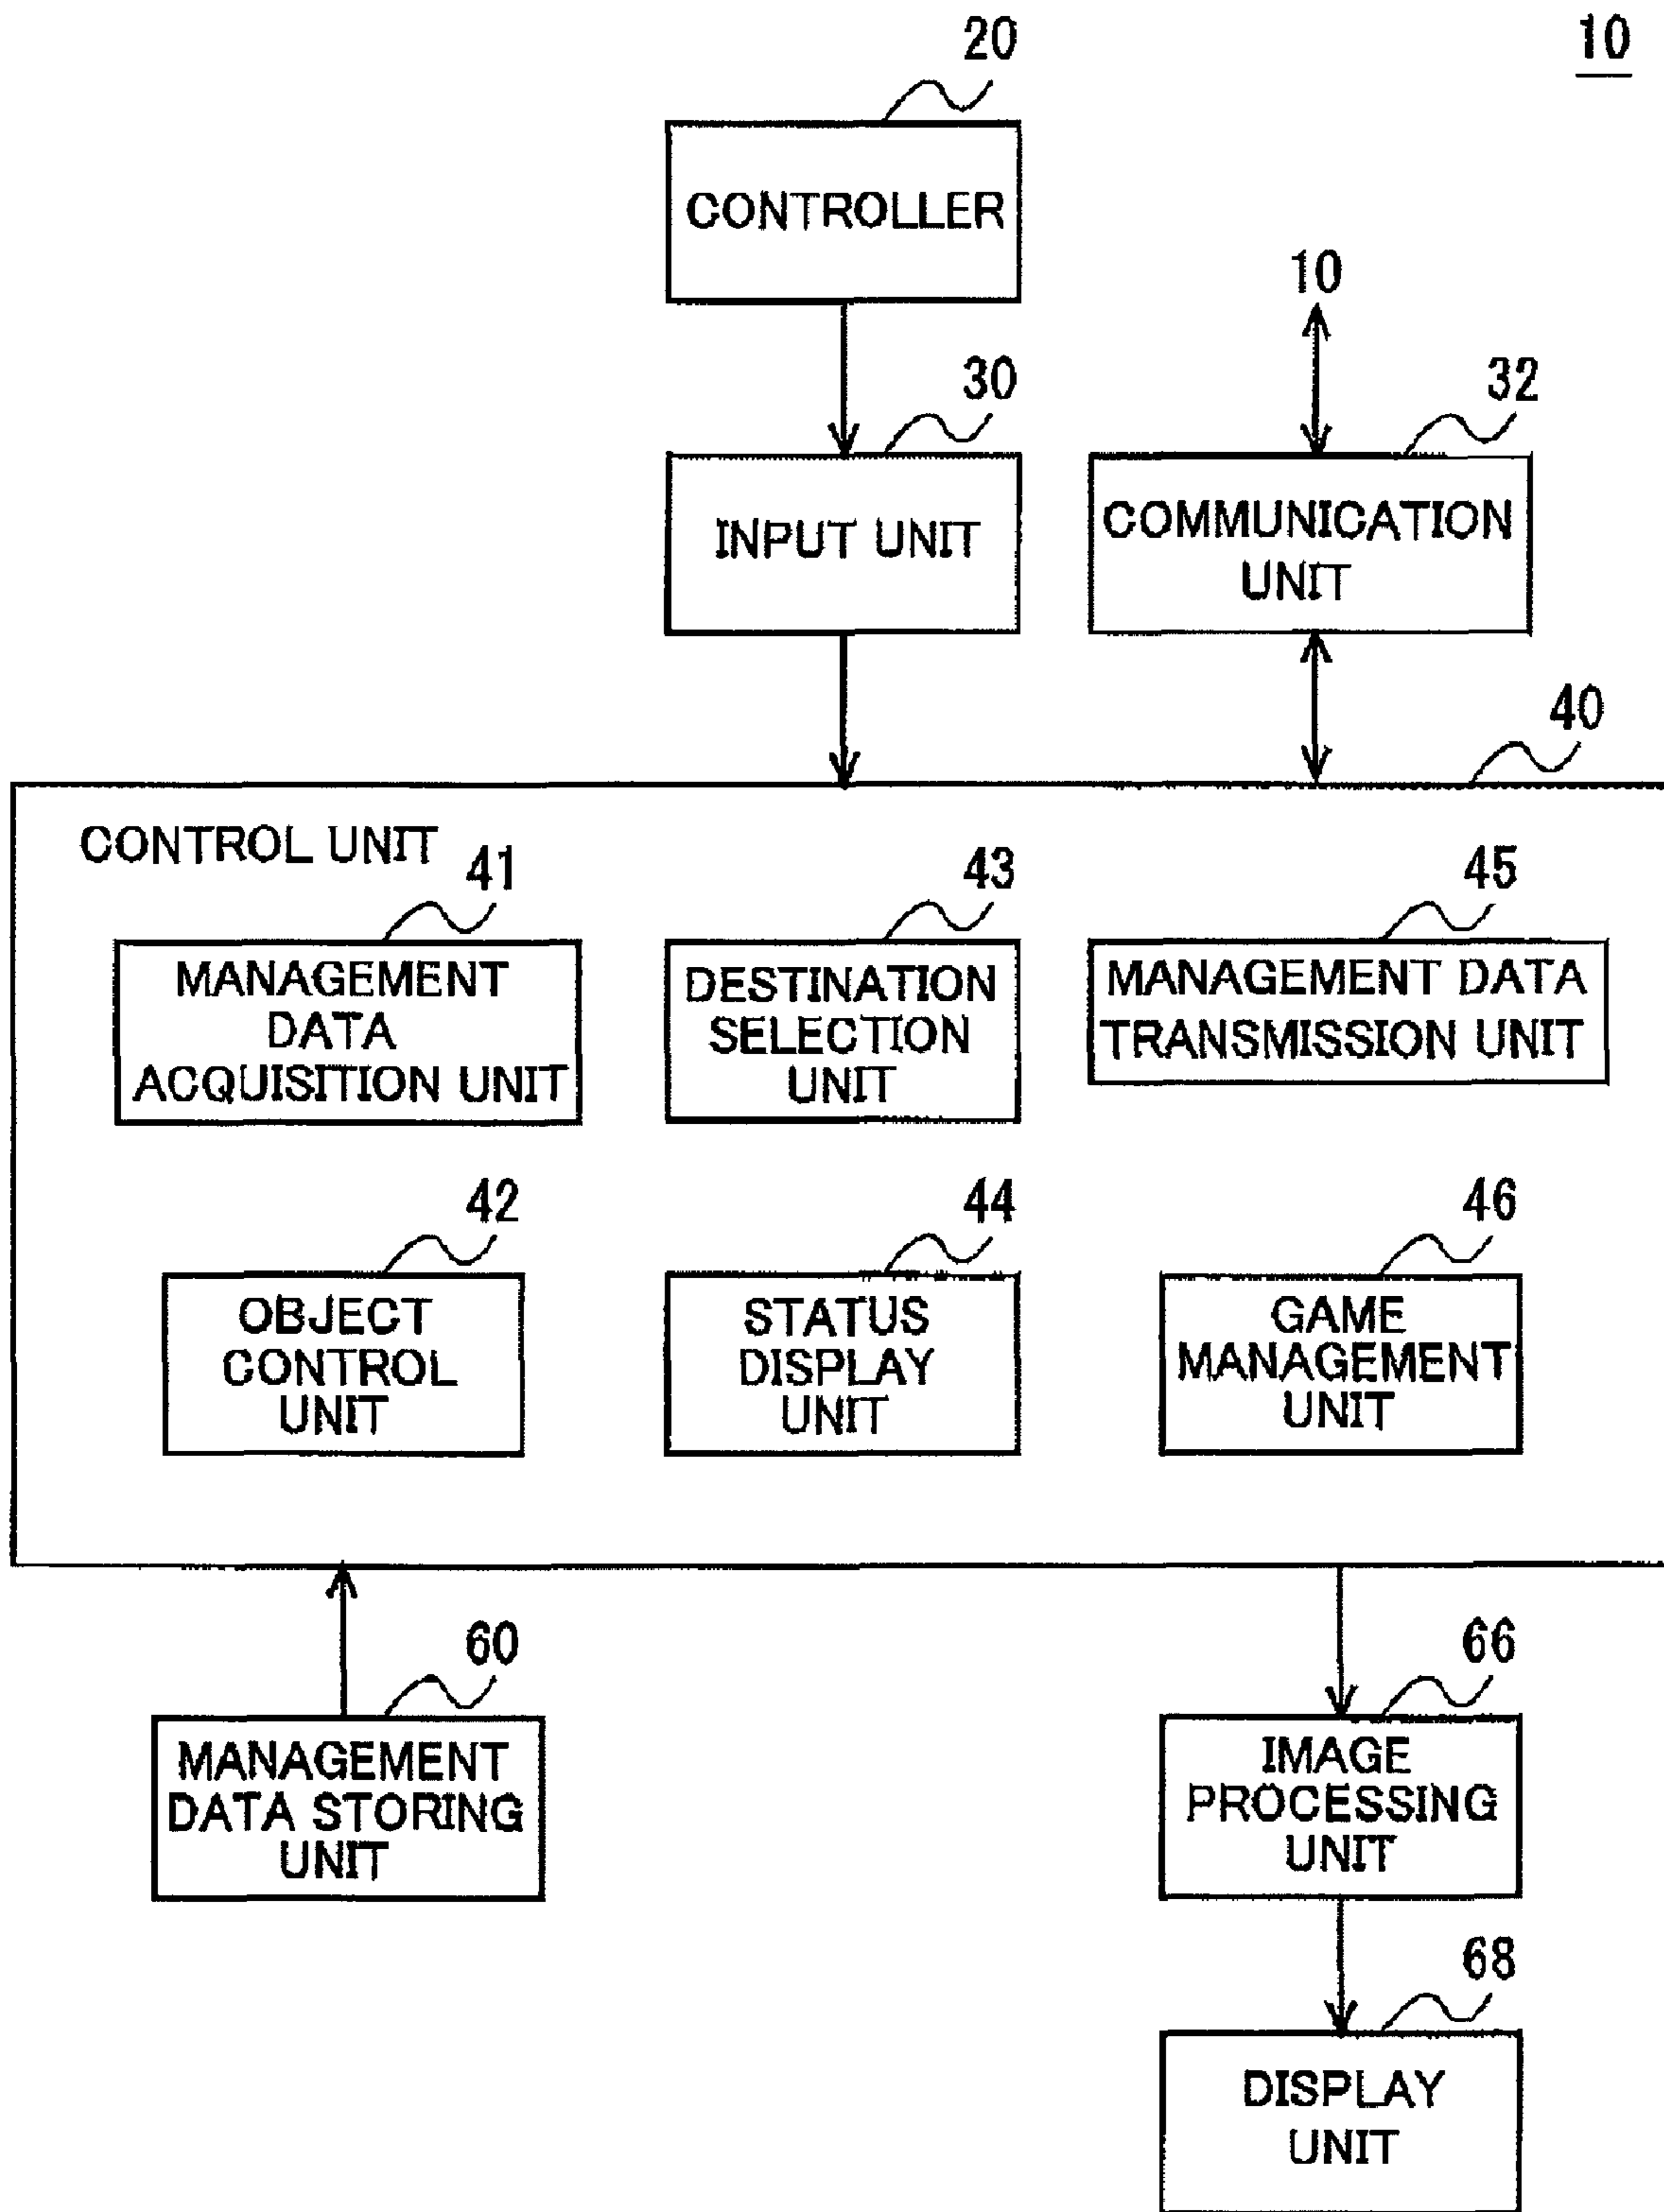 10
20
CONTROLLER
10
30
INPUT UNIT
32
COMMUNICATION
UNIT
40
CONTROL UNIT
41
MANAGEMENT
DATA
ACQUISITION UNIT
43
DESTINATION
SELECTION
UNIT
45
MANAGEMENT DATA
TRANSMISSION UNIT
42
OBJECT
CONTROL
UNIT
44
STATUS
DISPLAY
UNIT
46
GAME
MANAGEMENT
UNIT
60
MANAGEMENT
DATA STORING
UNIT
66
IMAGE
PROCESSING
UNIT
68
DISPLAY
UNIT